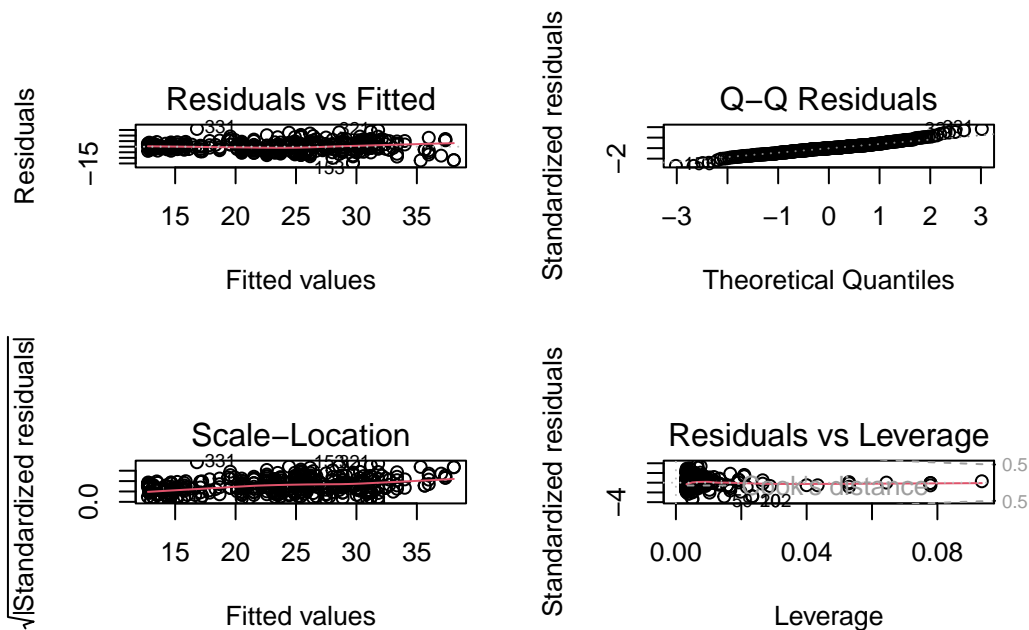 Residuals vs Fitted
Residuals
−15
331
321
153
15 20 25 30 35
Fitted values
Q−Q Residuals
Standardized residuals
−2
331
153
−3 −1 0 1 2 3
Theoretical Quantiles
Scale−Location
√|Standardized residuals|
0.0
331
153
321
15 20 25 30 35
Fitted values
Residuals vs Leverage
Standardized residuals
−4
Cook's distance
0.5
0.5
202
0.00 0.04 0.08
Leverage